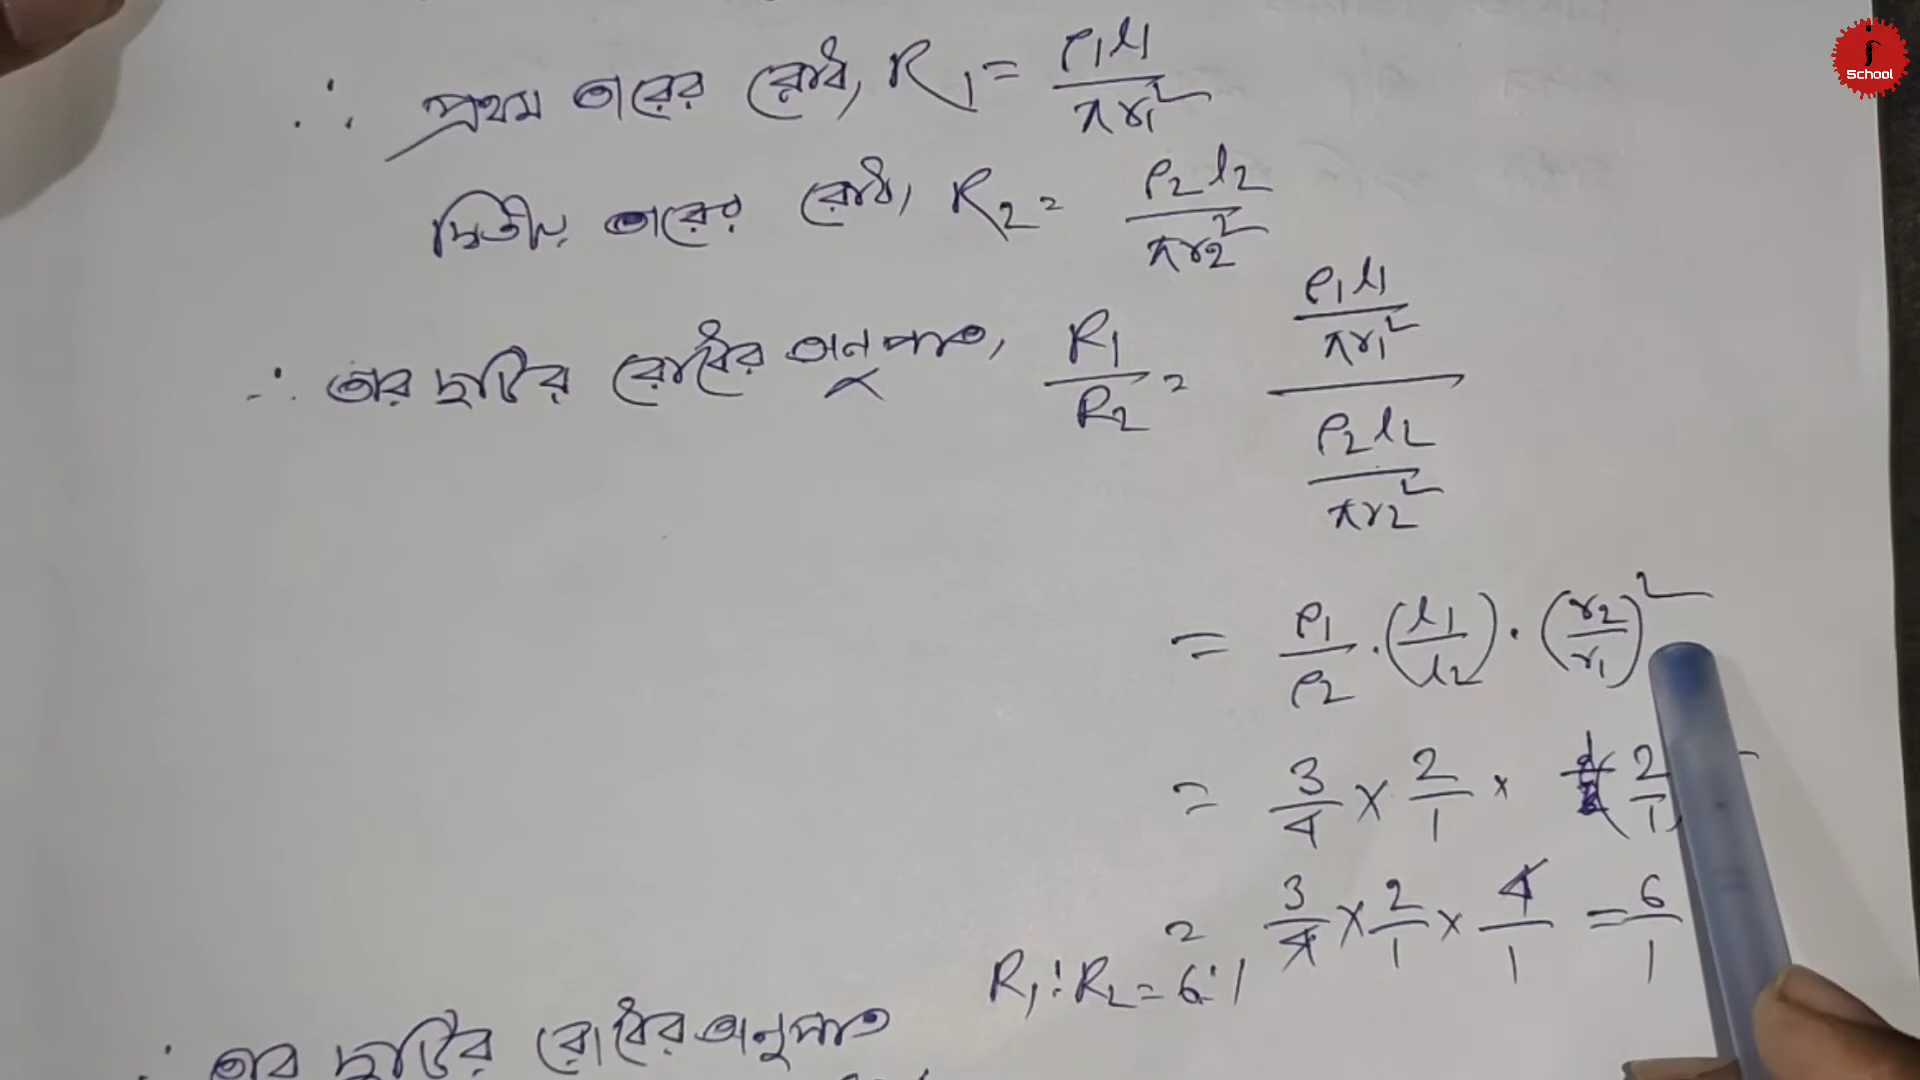 ∴ প্রথম তারের রোধ, R₁ = ρ₁l₁/πr₁²
দ্বিতীয় তারের রোধ, R₂ = ρ₂l₂/πr₂²
∴ তার দুটির রোধের অনুপাত, R₁/R₂ = (ρ₁l₁/πr₁²)/(ρ₂l₂/πr₂²)
= ρ₁/ρ₂ · (l₁/l₂) · (r₂/r₁)²
= 3/4 × 2/1 × (2/1)
= 3/4 × 2/1 × 4/1 = 6/1
R₁ : R₂ = 6:1
∴ তার দুটির রোধের অনুপাত
School